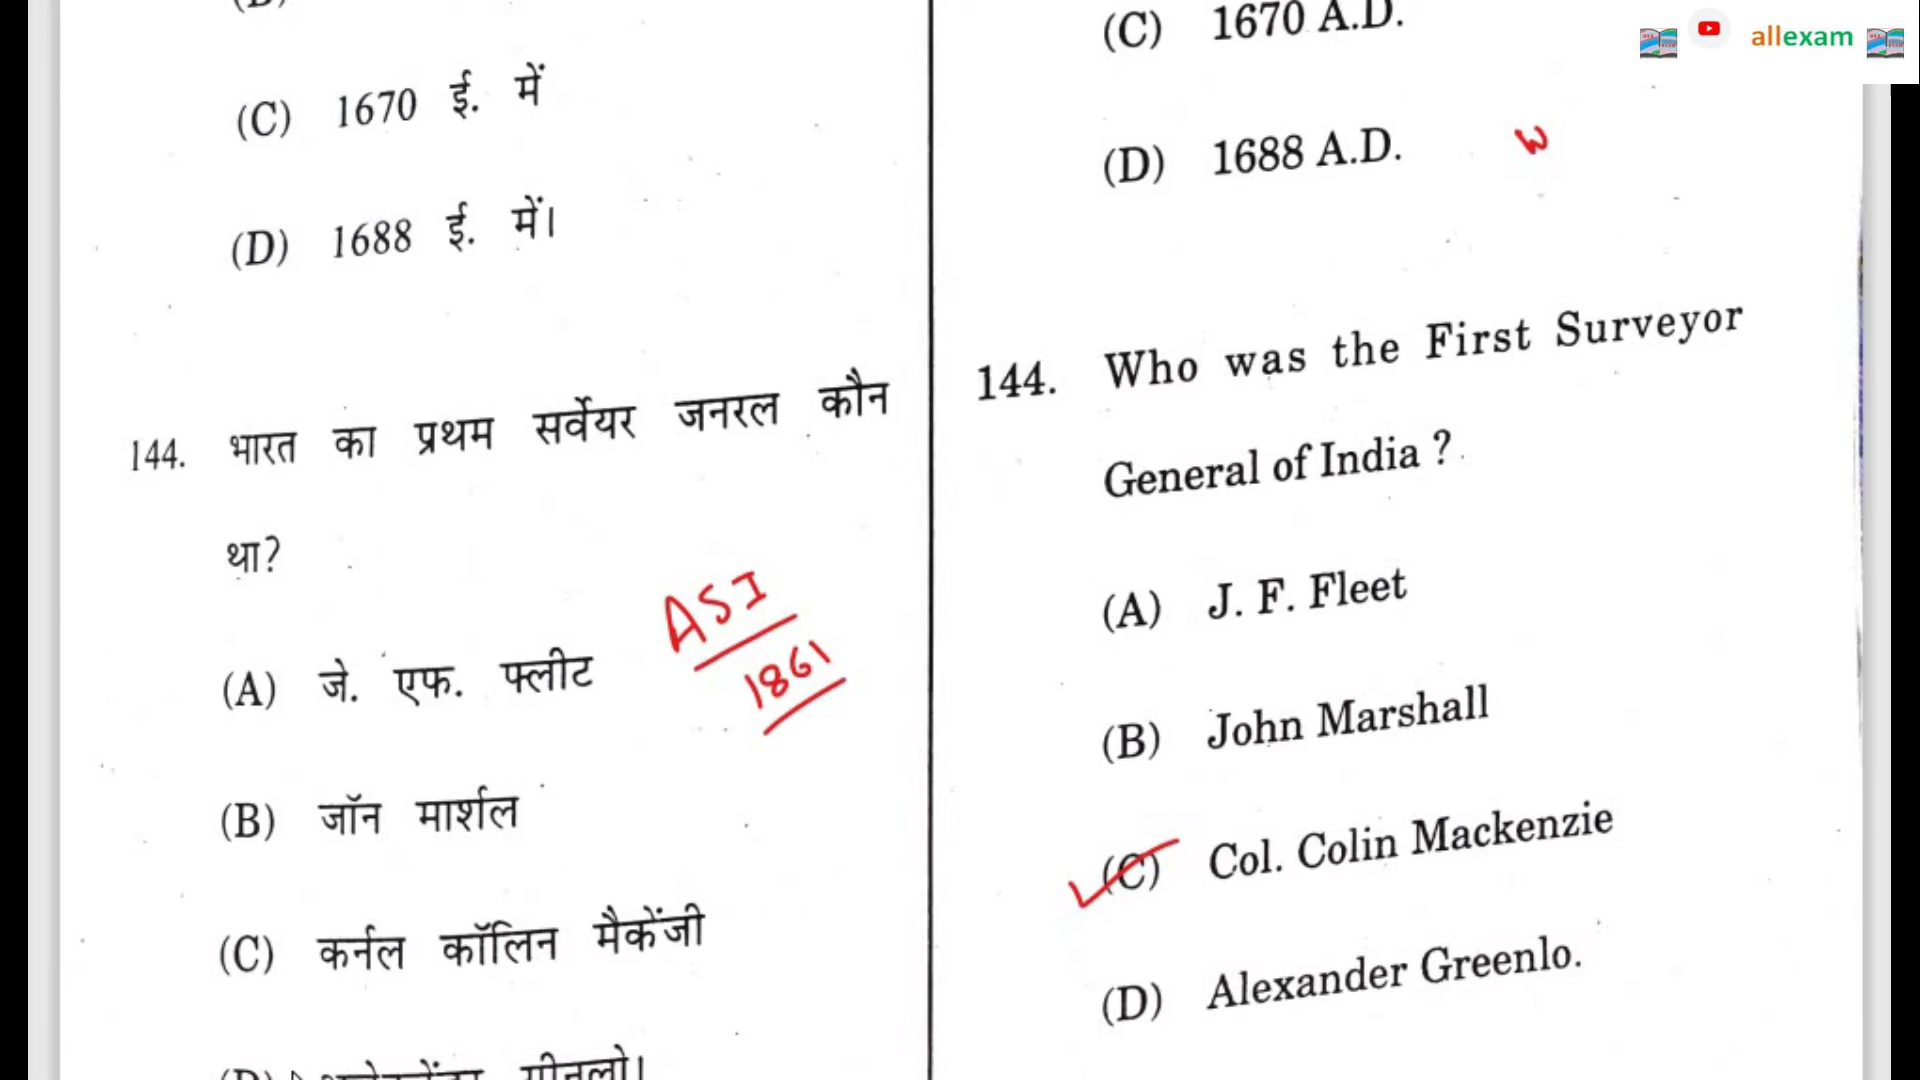 (C) 1670 ई. में
(D) 1688 ई. में।
144. भारत का प्रथम सर्वेयर जनरल कौन
था?
(A) जे. एफ. फ्लीट
(B) जॉन मार्शल
(C) कर्नल कॉलिन मैकेंजी
ASI
1861
(C) 1670 A.D.
(D) 1688 A.D.
144. Who was the First Surveyor
General of India ?
(A) J. F. Fleet
(B) John Marshall
(C) Col. Colin Mackenzie
(D) Alexander Greenlo.
allexam